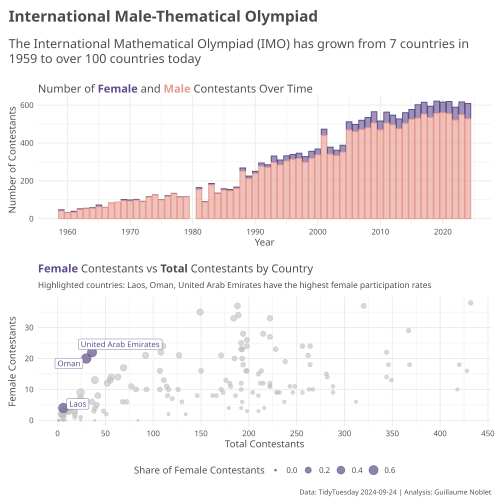 International Male-Thematical Olympiad
The International Mathematical Olympiad (IMO) has grown from 7 countries in
1959 to over 100 countries today
Number of Female and Male Contestants Over Time
600
400
200
0
Number of Contestants
1960
1970
1980
1990
2000
2010
2020
Year
Female Contestants vs Total Contestants by Country
Highlighted countries: Laos, Oman, United Arab Emirates have the highest female participation rates
30
20
10
0
Female Contestants
United Arab Emirates
Oman
Laos
0
50
100
150
200
250
300
350
400
450
Total Contestants
Share of Female Contestants
0.0
0.2
0.4
0.6
Data: TidyTuesday 2024-09-24 | Analysis: Guillaume Noblet